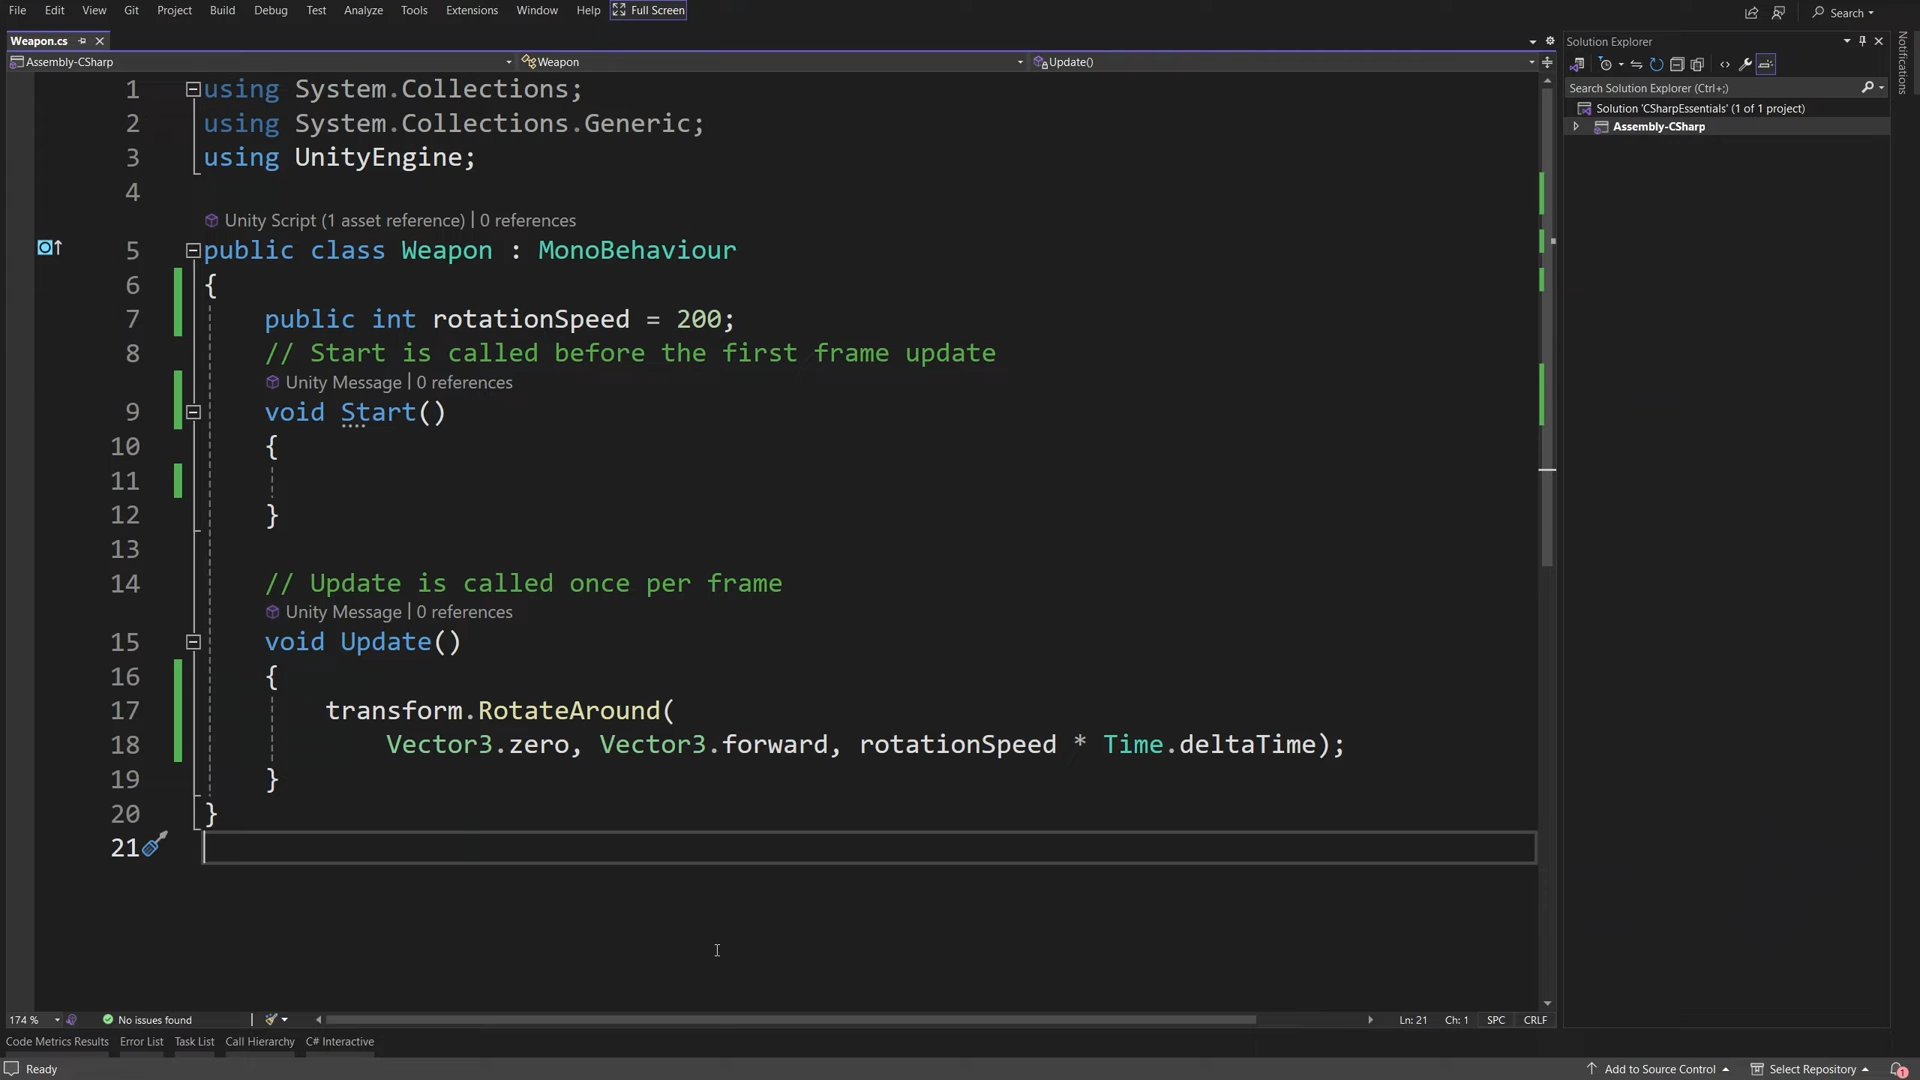 File Edit View Git Project Build Debug Test Analyze Tools Extensions Window Help Full Screen Search
Weapon.cs
Assembly-CSharp Weapon Update()
1 using System.Collections;
2 using System.Collections.Generic;
3 using UnityEngine;
4
Unity Script (1 asset reference) | 0 references
5 public class Weapon : MonoBehaviour
6 {
7 public int rotationSpeed = 200;
8 // Start is called before the first frame update
Unity Message | 0 references
9 void Start()
10 {
11
12 }
13
14 // Update is called once per frame
Unity Message | 0 references
15 void Update()
16 {
17 transform.RotateAround(
18 Vector3.zero, Vector3.forward, rotationSpeed * Time.deltaTime);
19 }
20 }
21
174 % No issues found Ln: 21 Ch: 1 SPC CRLF
Code Metrics Results Error List Task List Call Hierarchy C# Interactive
Ready Add to Source Control Select Repository 1
Solution Explorer
Search Solution Explorer (Ctrl+;)
Solution 'CSharpEssentials' (1 of 1 project)
Assembly-CSharp
Notifications